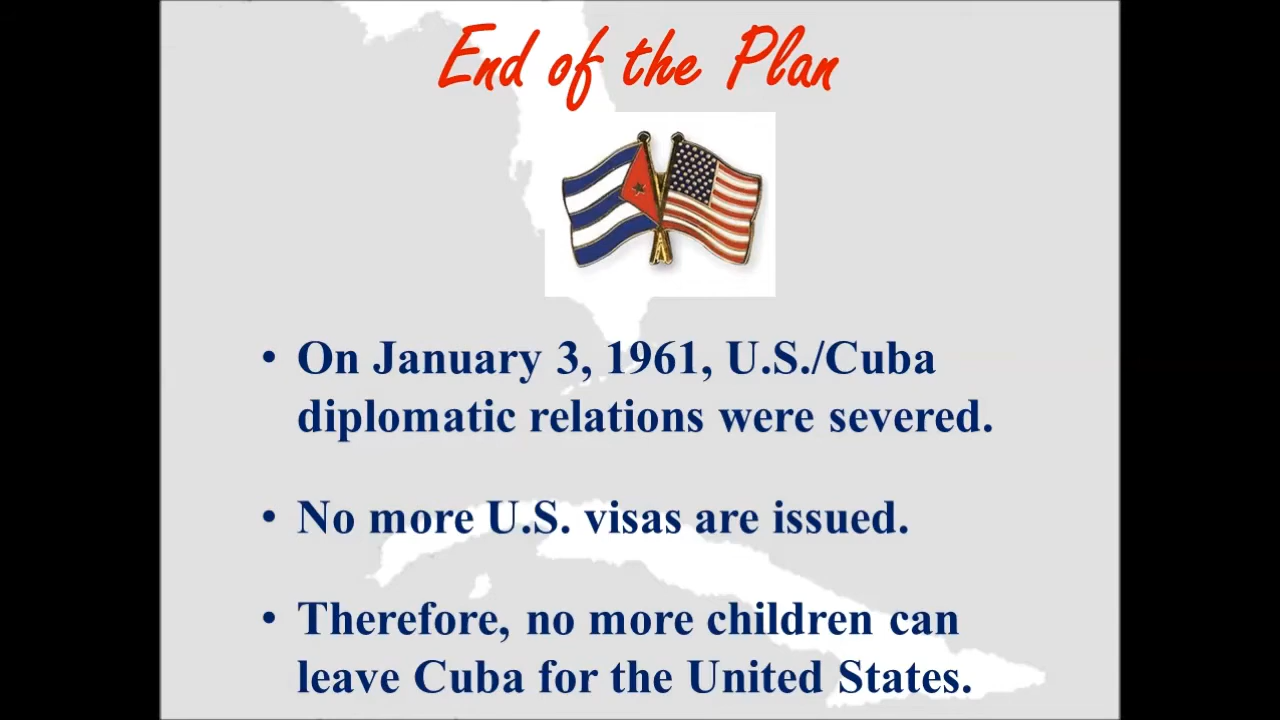 End of the Plan
• On January 3, 1961, U.S./Cuba
diplomatic relations were severed.
• No more U.S. visas are issued.
• Therefore, no more children can
leave Cuba for the United States.